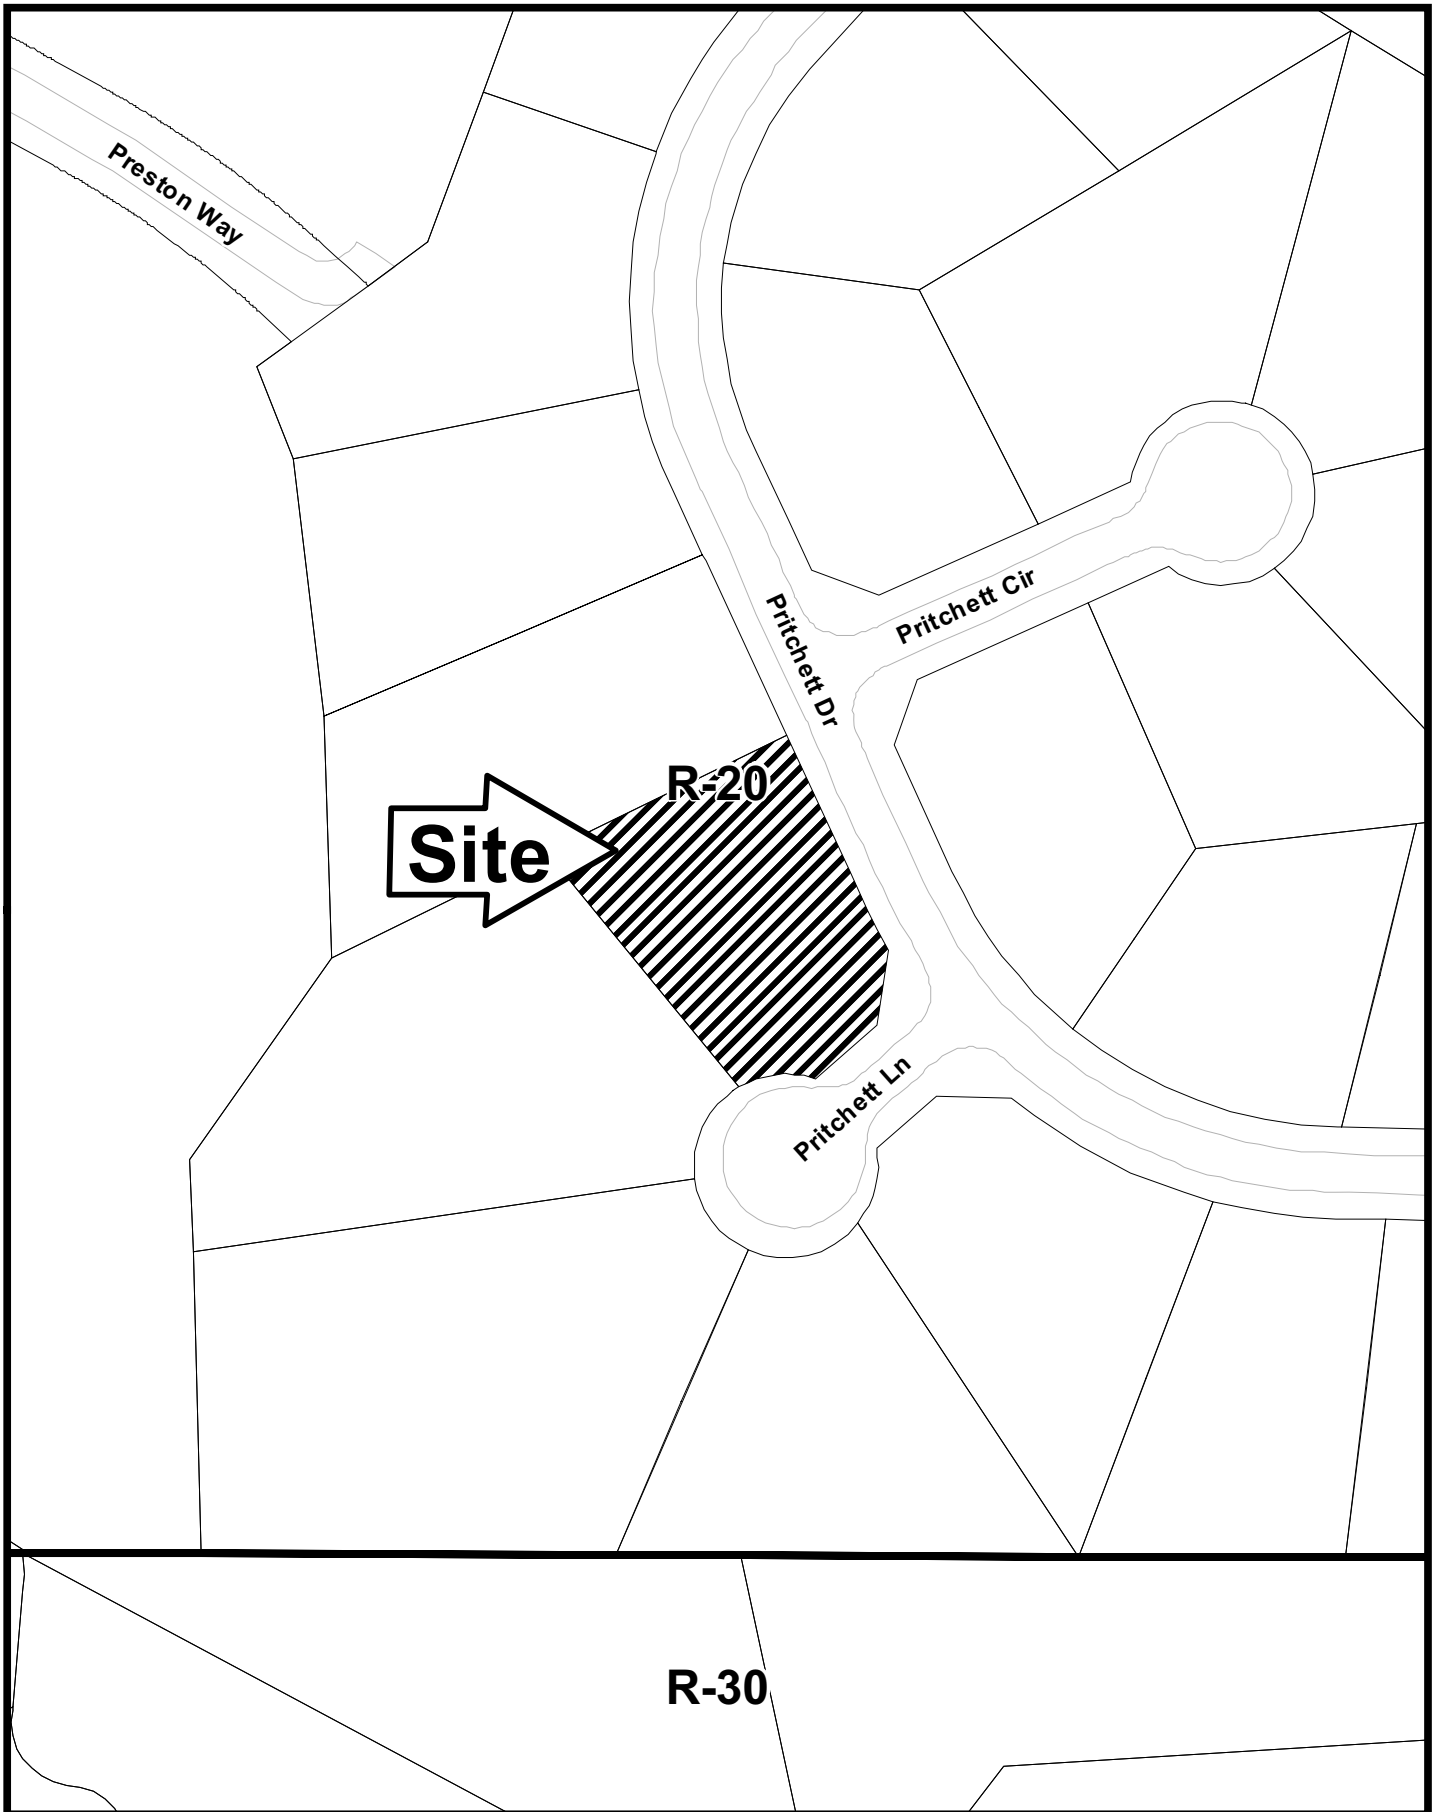 Preston Way
Pritchett Cir
Pritchett Dr
R-20
Site
Pritchett Ln
R-30